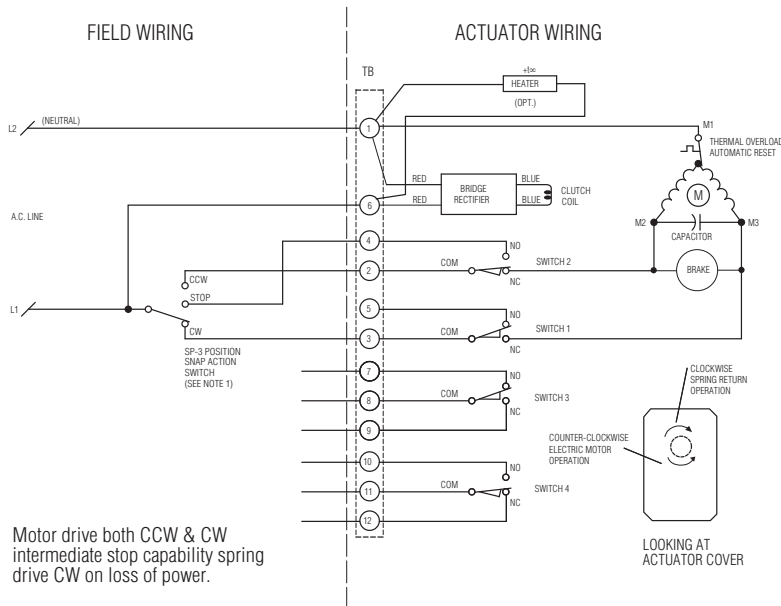 FIELD WIRING
ACTUATOR WIRING
TB
+!∞
HEATER
(OPT.)
L2
(NEUTRAL)
1
M1
THERMAL OVERLOAD
AUTOMATIC RESET
RED
BLUE
BRIDGE
RECTIFIER
CLUTCH
COIL
RED
BLUE
6
M
A.C. LINE
M2
M3
CAPACITOR
4
NO
2
COM
SWITCH 2
NC
BRAKE
CCW
STOP
L1
CW
5
NO
3
COM
SWITCH 1
NC
SP-3 POSITION
SNAP ACTION
SWITCH
(SEE NOTE 1)
7
NO
8
COM
SWITCH 3
NC
9
CLOCKWISE
SPRING RETURN
OPERATION
COUNTER-CLOCKWISE
ELECTRIC MOTOR
OPERATION
10
NO
11
COM
SWITCH 4
NC
12
Motor drive both CCW & CW
intermediate stop capability spring
drive CW on loss of power.
LOOKING AT
ACTUATOR COVER